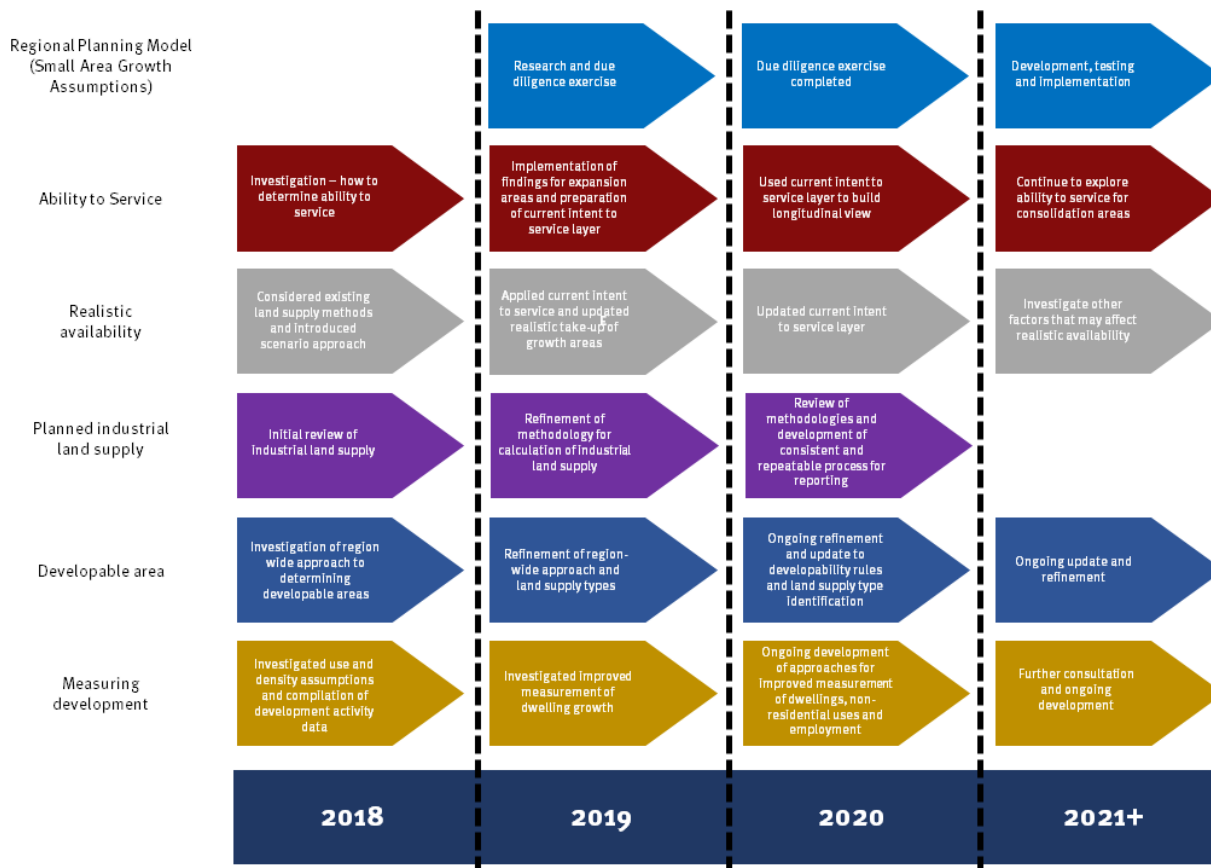 Regional Planning Model
(Small Area Growth
Assumptions)
Research and due
diligence exercise
Due diligence exercise
completed
Development, testing
and implementation
Ability to Service
Investigation – how to
determine ability to
service
Implementation of
findings for expansion
areas and preparation
of current intent to
service layer
Used current intent to
service layer to build
longitudinal view
Continue to explore
ability to service for
consolidation areas
Realistic
availability
Considered existing
land supply methods
and introduced
scenario approach
Applied current intent
to service and updated
realistic take-up of
growth areas
Updated current intent
to service layer
Investigate other
factors that may affect
realistic availability
Planned industrial
land supply
Initial review of
industrial land supply
Refinement of
methodology for
calculation of industrial
land supply
Review of
methodologies and
development of
consistent and
repeatable process for
reporting
Developable area
Investigation of region
wide approach to
determining
developable areas
Refinement of region-
wide approach and
land supply types
Ongoing refinement
and update to
developability rules
and land supply type
identification
Ongoing update and
refinement
Measuring
development
Investigated use and
density assumptions
and compilation of
development activity
data
Investigated improved
measurement of
dwelling growth
Ongoing development
of approaches for
improved measurement
of dwellings, non-
residential uses and
employment
Further consultation
and ongoing
development
2018
2019
2020
2021+